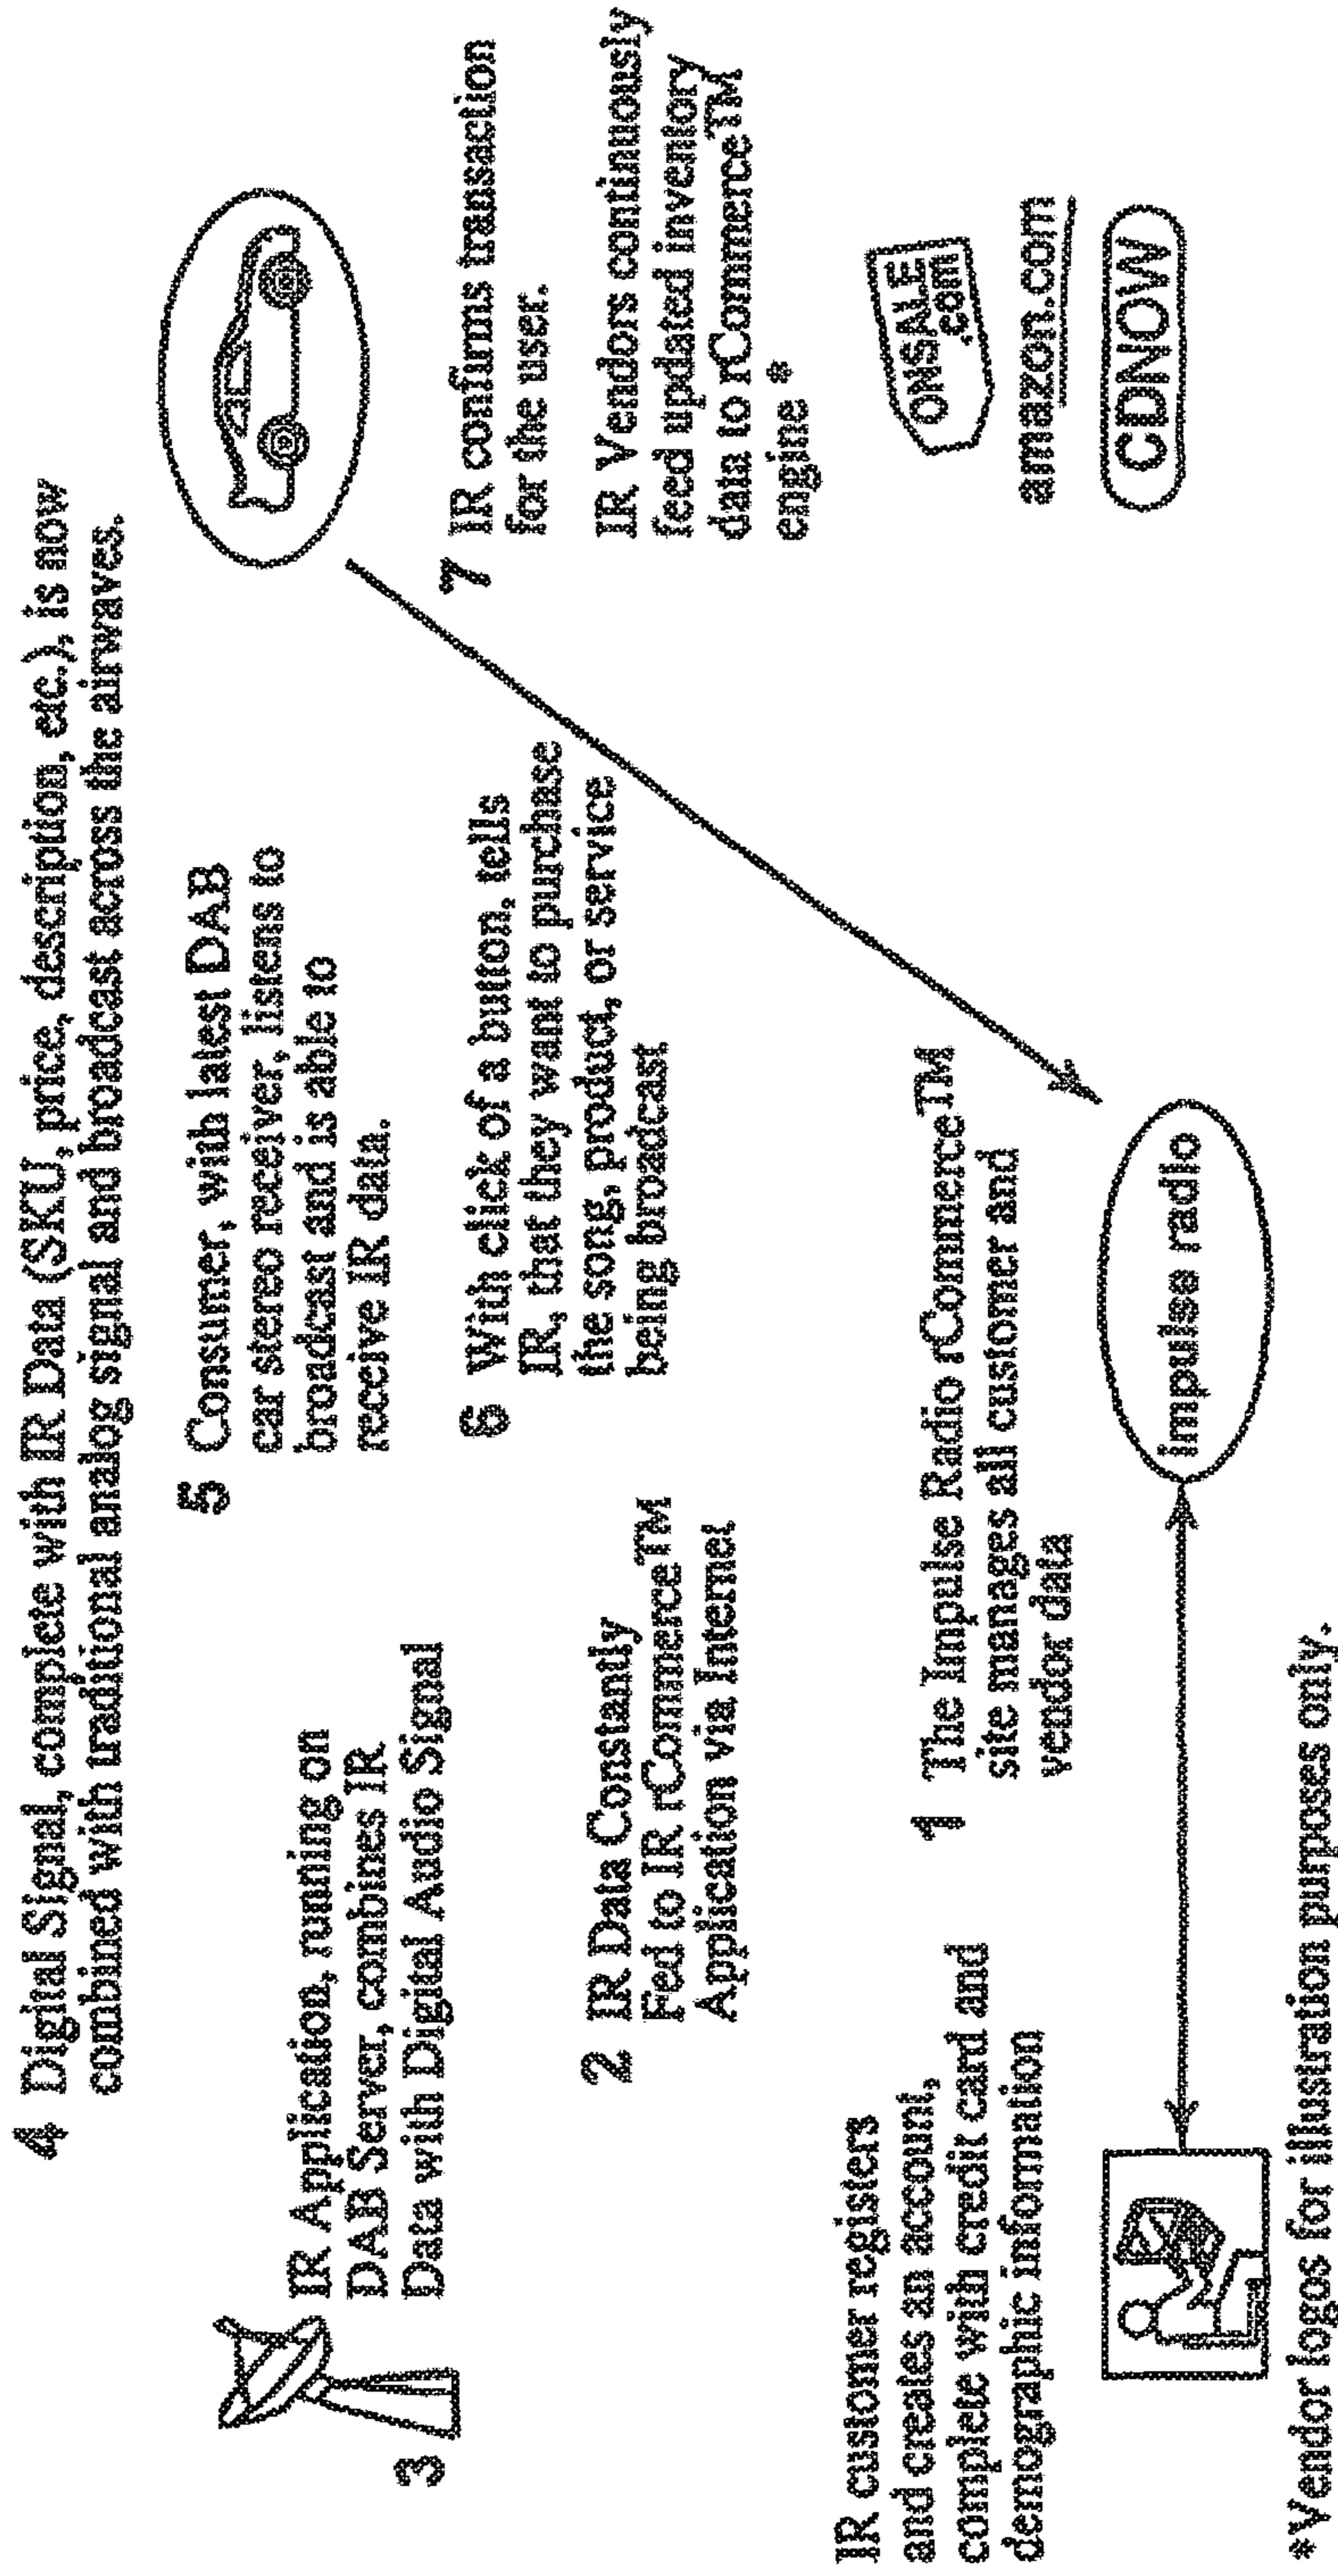 4 Digital Signal, complete with IR Data (SKU, price, description, etc.), is now
combined with traditional analog signal and broadcast across the airwaves.
3 IR Application, running on
DAB Server, combines IR
Data with Digital Audio Signal
5 Consumer, with latest DAB
car stereo receiver, listens to
broadcast and is able to
receive IR data.
2 IR Data Constantly
Fed to IR rCommerce™
Application via Internet
6 With click of a button, tells
IR, that they want to purchase
the song, product, or service
being broadcast
7 IR confirms transaction
for the user.
IR Vendors continuously
feed updated inventory
data to rCommerce™
engine *
IR customer registers
and creates an account,
complete with credit card and
demographic information
1 The Impulse Radio rCommerce™
site manages all customer and
vendor data
impulse radio
ONSALE
.com
amazon.com
CDNOW
*Vendor logos for illustration purposes only.